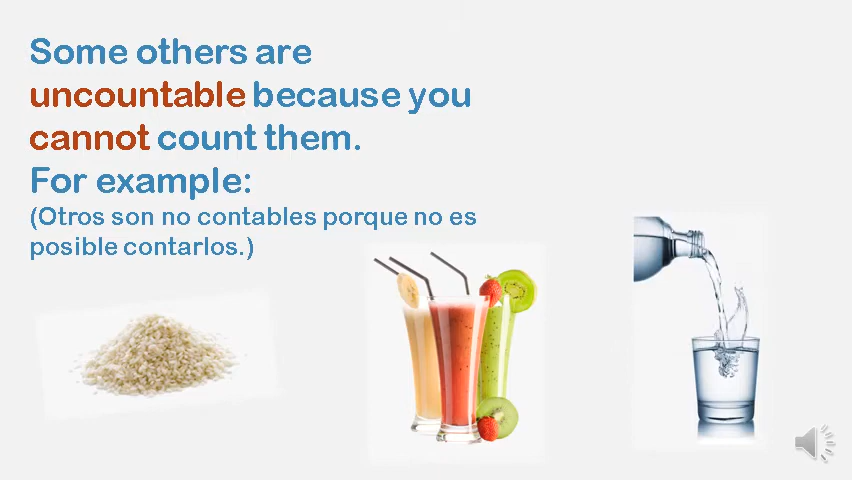 Some others are
uncountable because you
cannot count them.
For example:
(Otros son no contables porque no es
posible contarlos.)